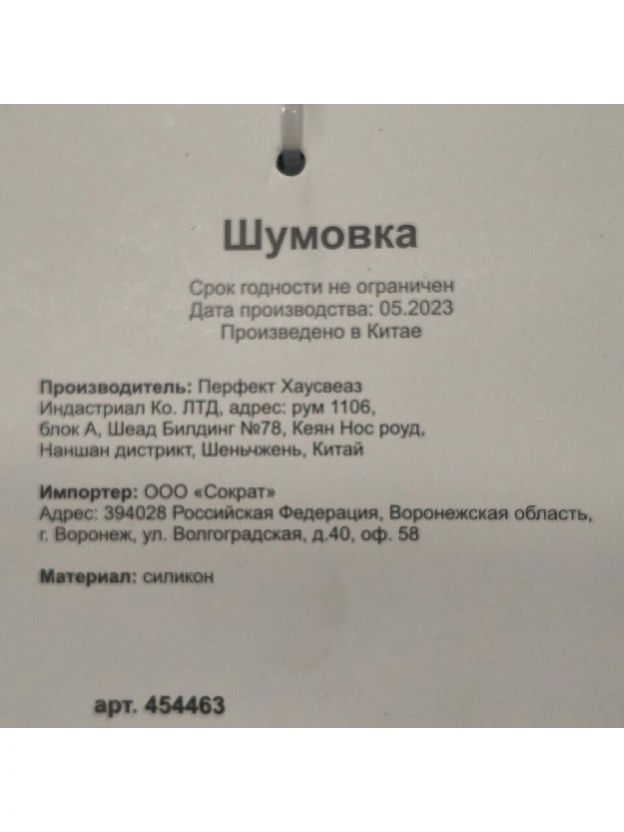 Шумовка
Срок годности не ограничен
Дата производства: 05.2023
Произведено в Китае
Производитель: Перфект Хаусвеаз
Индастриал Ко. ЛТД, адрес: рум 1106,
блок А, Шеад Билдинг №78, Кеян Нос роуд,
Наншан дистрикт, Шеньчжень, Китай
Импортер: ООО «Сократ»
Адрес: 394028 Российская Федерация, Воронежская область,
г. Воронеж, ул. Волгоградская, д.40, оф. 58
Материал: силикон
арт. 454463